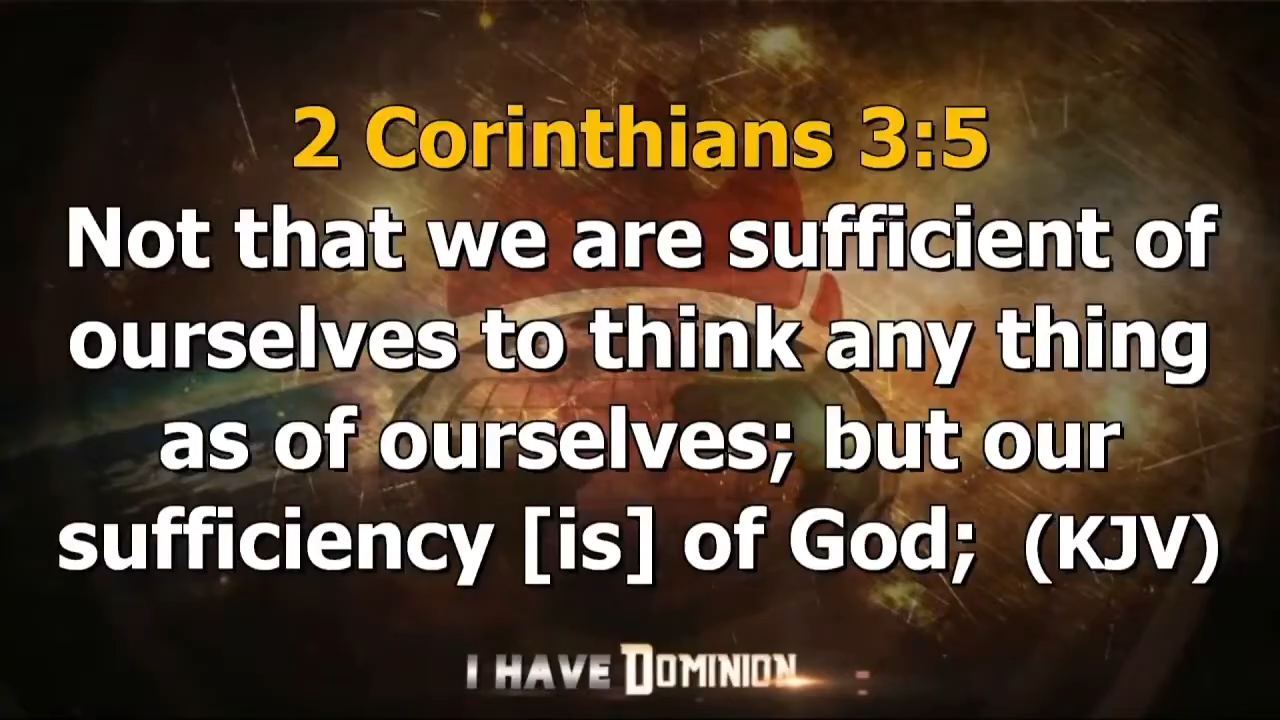 2 Corinthians 3:5
Not that we are sufficient of
ourselves to think any thing
as of ourselves; but our
sufficiency [is] of God;  (KJV)
I HAVE DOMINION